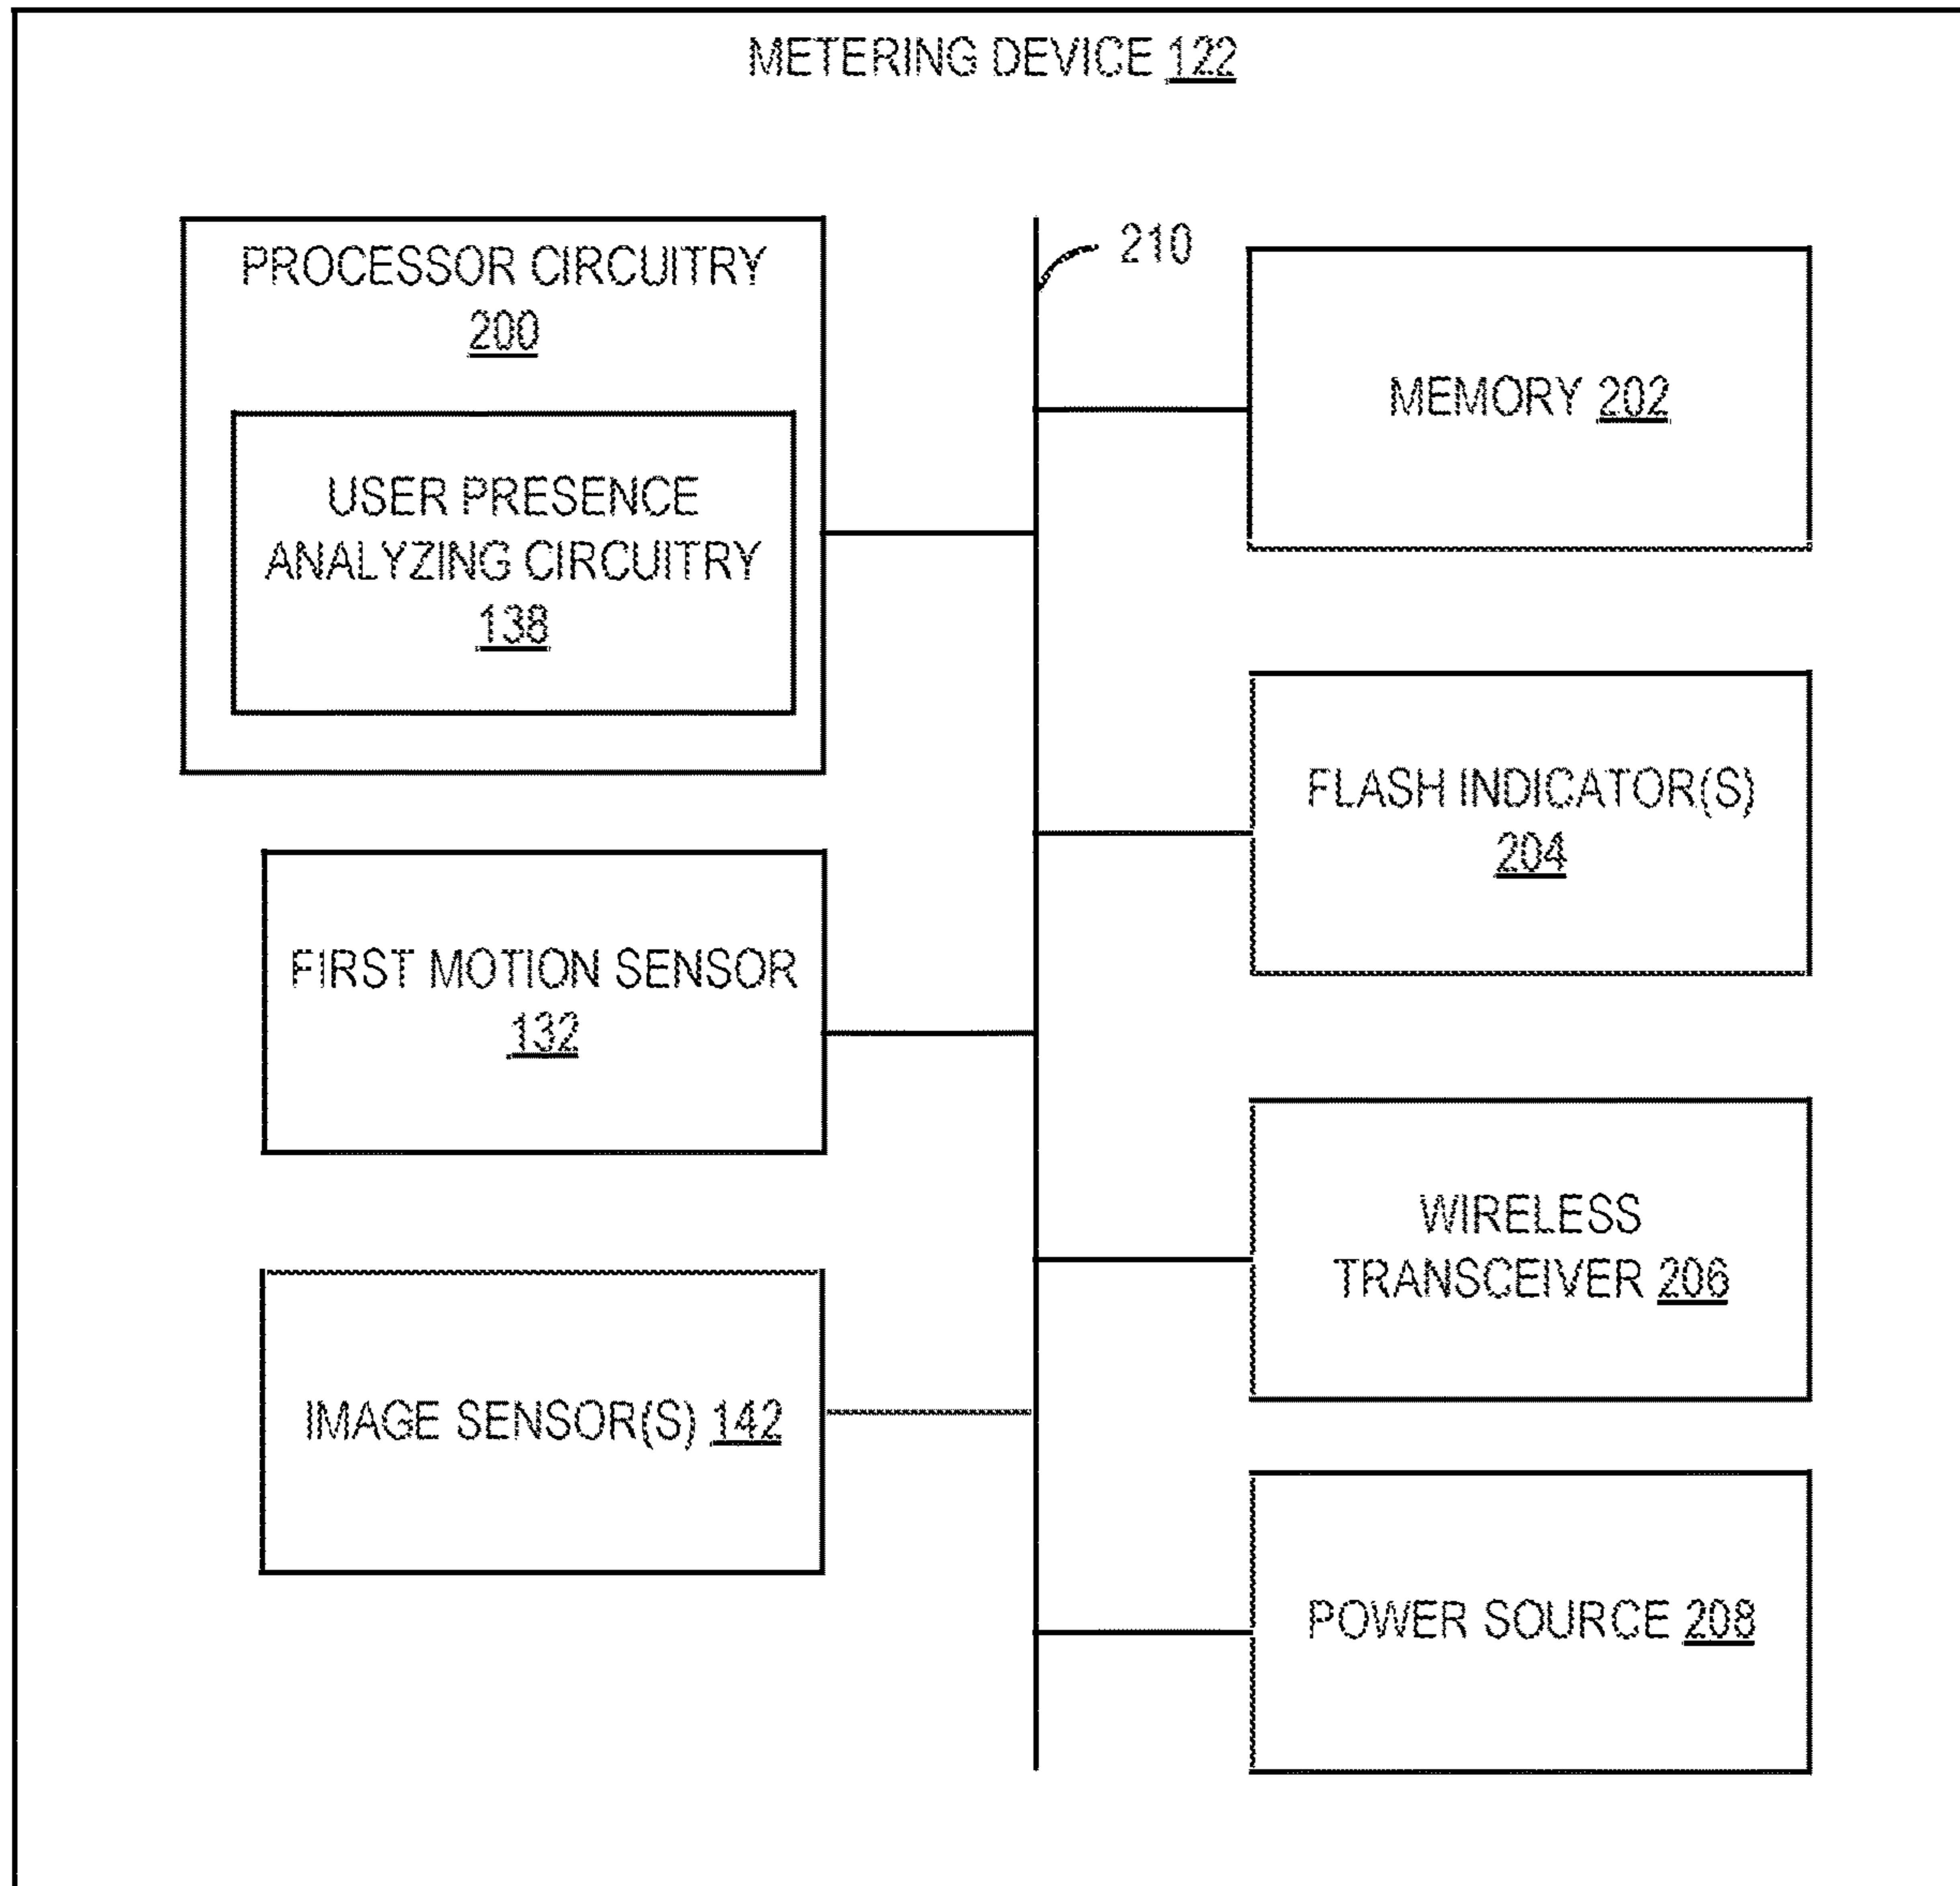 METERING DEVICE 122
PROCESSOR CIRCUITRY
200
USER PRESENCE
ANALYZING CIRCUITRY
138
FIRST MOTION SENSOR
132
IMAGE SENSOR(S) 142
210
MEMORY 202
FLASH INDICATOR(S)
204
WIRELESS
TRANSCEIVER 206
POWER SOURCE 208